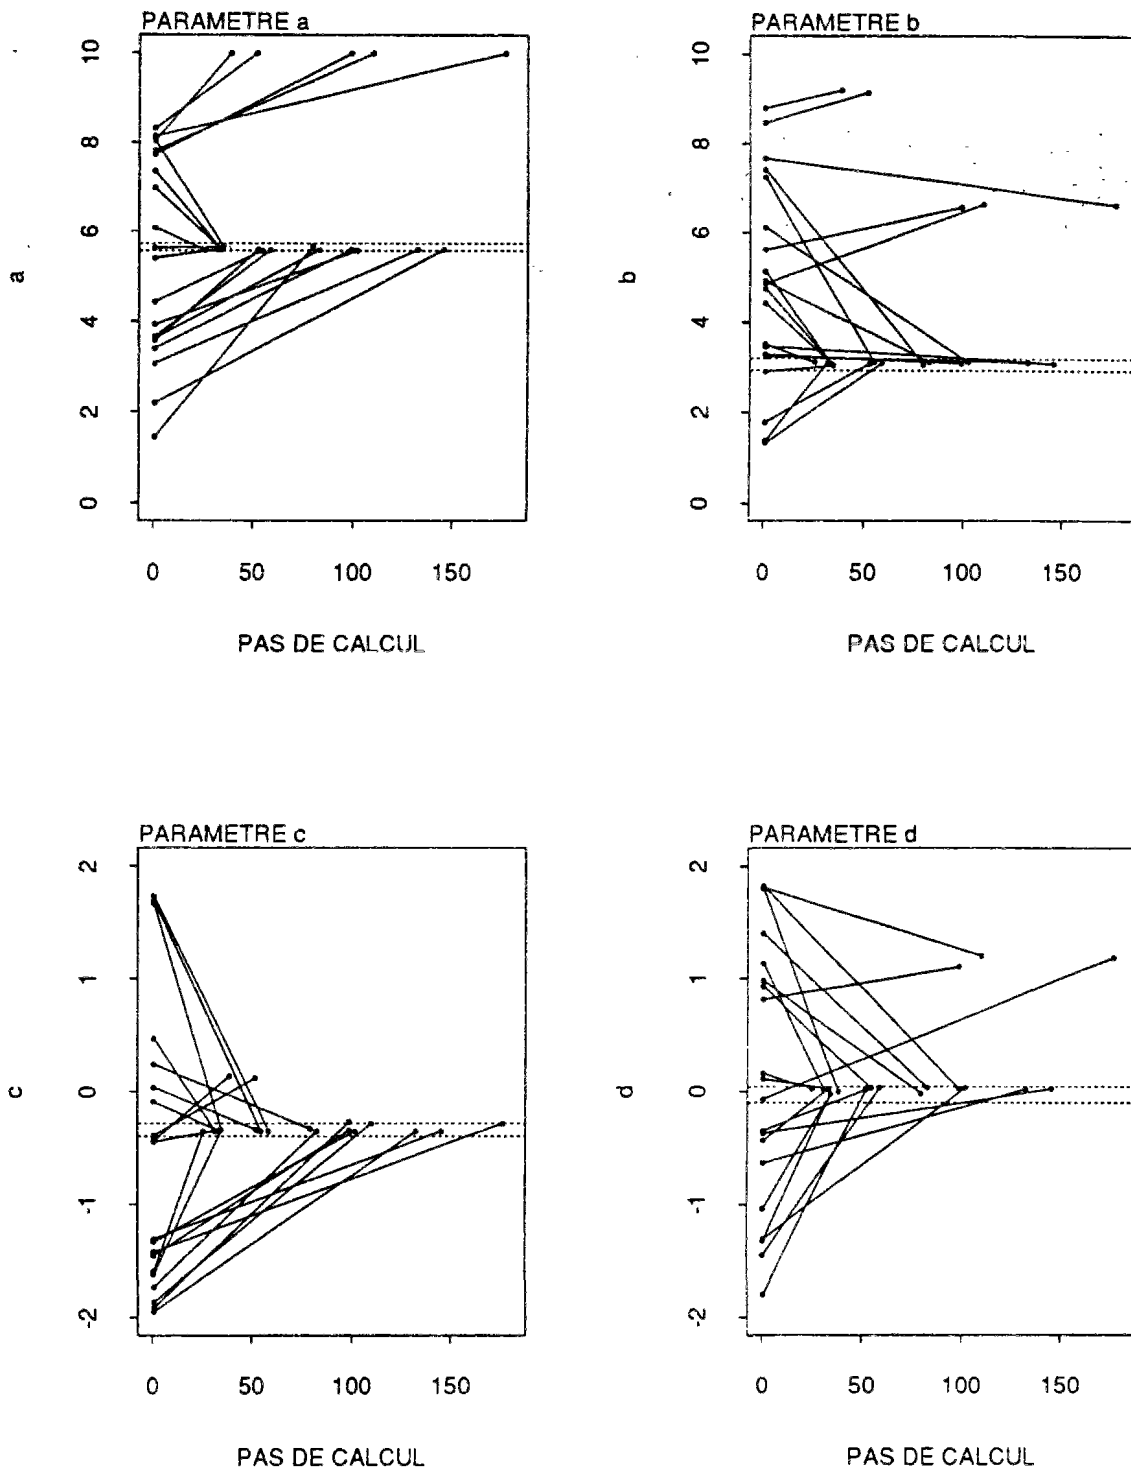 PARAMETRE a
10
8
6
4
2
0
a
0 50 100 150
PAS DE CALCUL
PARAMETRE b
10
8
6
4
2
0
b
0 50 100 150
PAS DE CALCUL
PARAMETRE c
2
1
0
-1
-2
c
0 50 100 150
PAS DE CALCUL
PARAMETRE d
2
1
0
-1
-2
d
0 50 100 150
PAS DE CALCUL